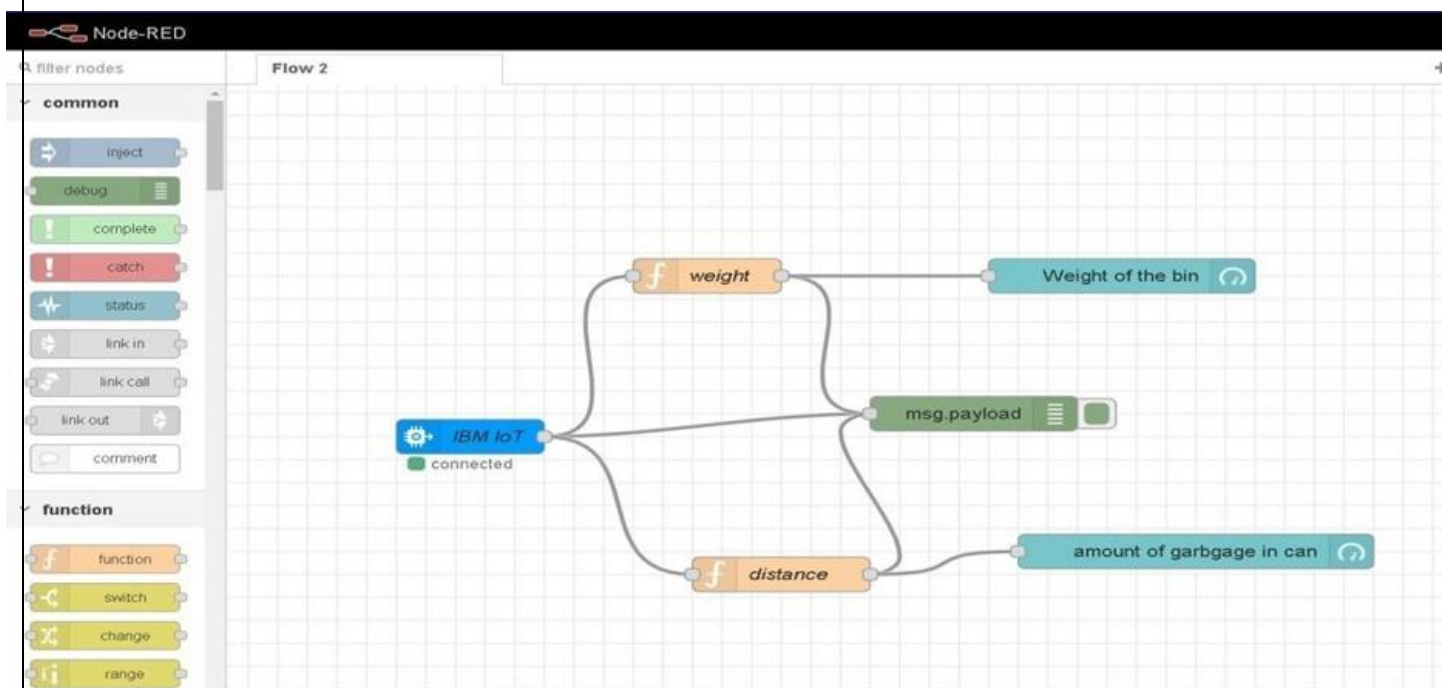 Node-RED
filter nodes
Flow 2
+
common
inject
debug
complete
catch
status
link in
link call
link out
comment
function
function
switch
change
range
weight
Weight of the bin
msg.payload
IBM IoT
connected
distance
amount of garbgage in can